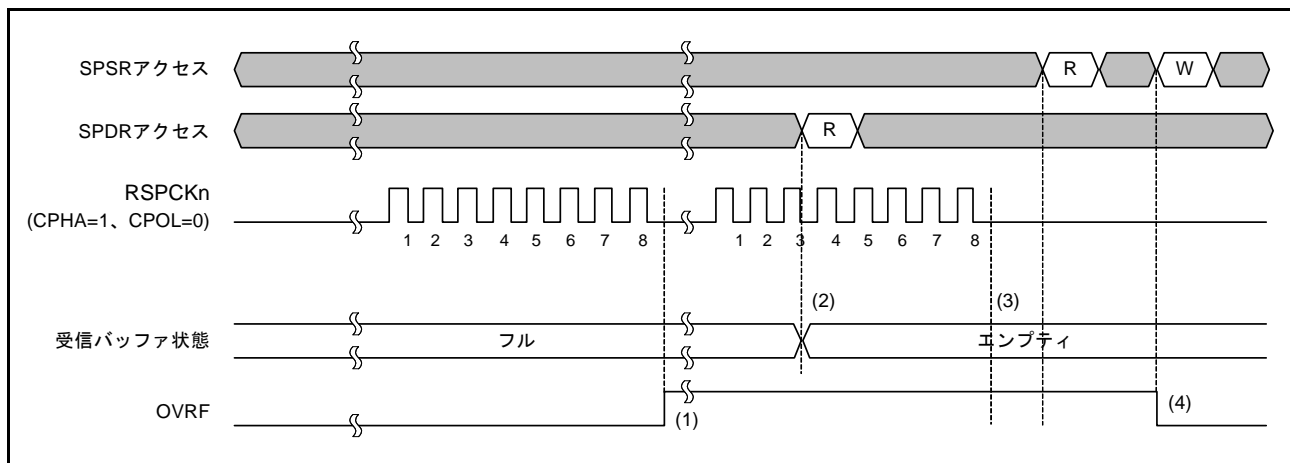 SPSRアクセス
R
W
SPDRアクセス
R
RSPCKn
(CPHA=1、CPOL=0)
1 2 3 4 5 6 7 8
1 2 3 4 5 6 7 8
(2)
(3)
受信バッファ状態
フル
エンプティ
OVRF
(1)
(4)